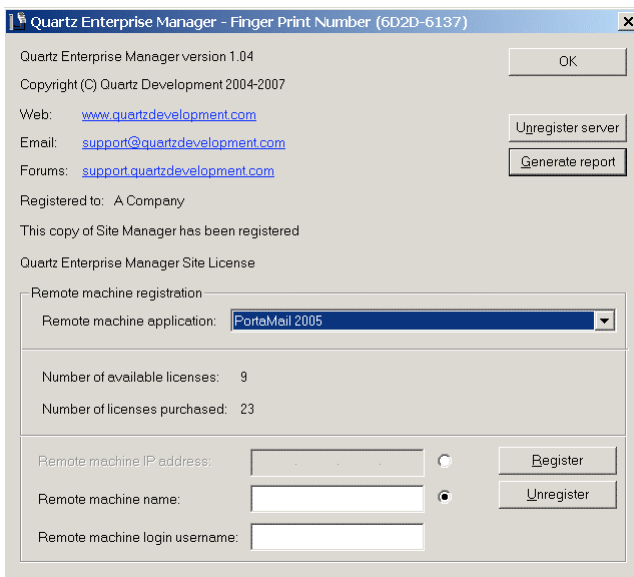 Quartz Enterprise Manager - Finger Print Number (6D2D-6137)
Quartz Enterprise Manager version 1.04
OK
Copyright (C) Quartz Development 2004-2007
Web: www.quartzdevelopment.com
Unregister server
Email: support@quartzdevelopment.com
Generate report
Forums: support.quartzdevelopment.com
Registered to: A Company
This copy of Site Manager has been registered
Quartz Enterprise Manager Site License
Remote machine registration
Remote machine application: PortaMail 2005
Number of available licenses: 9
Number of licenses purchased: 23
Remote machine IP address: . . .
Register
Remote machine name:
Unregister
Remote machine login username: